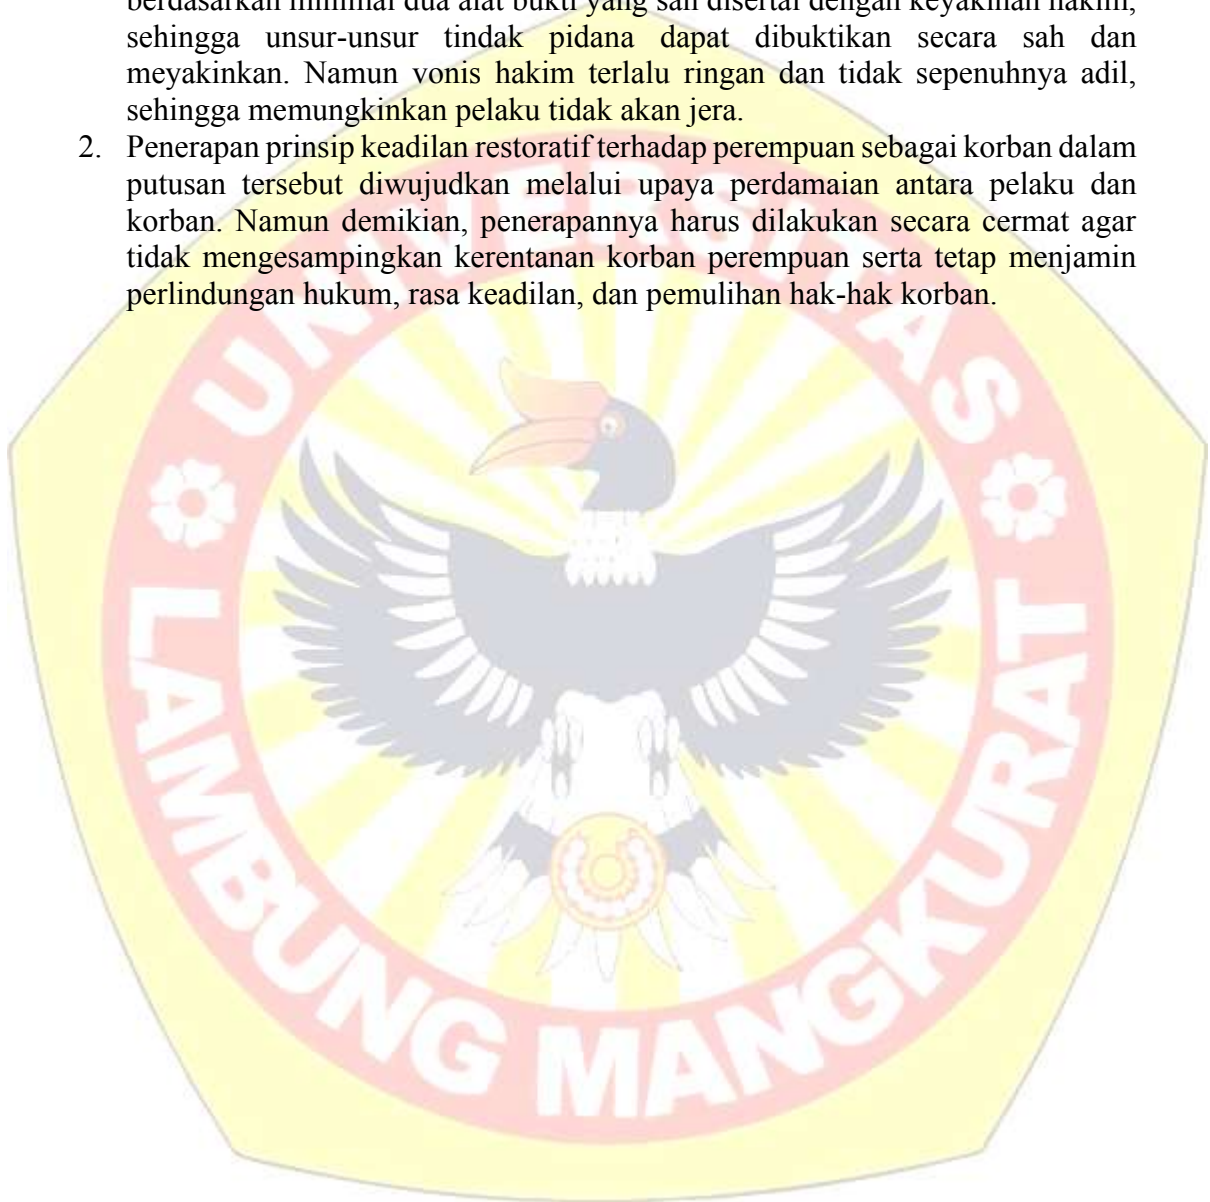 berdasarkan minimal dua alat bukti yang sah disertai dengan keyakinan hakim,
sehingga unsur-unsur tindak pidana dapat dibuktikan secara sah dan
meyakinkan. Namun vonis hakim terlalu ringan dan tidak sepenuhnya adil,
sehingga memungkinkan pelaku tidak akan jera.
2. Penerapan prinsip keadilan restoratif terhadap perempuan sebagai korban dalam
putusan tersebut diwujudkan melalui upaya perdamaian antara pelaku dan
korban. Namun demikian, penerapannya harus dilakukan secara cermat agar
tidak mengesampingkan kerentanan korban perempuan serta tetap menjamin
perlindungan hukum, rasa keadilan, dan pemulihan hak-hak korban.
UNIVERSITAS
LAMBUNG MANGKURAT